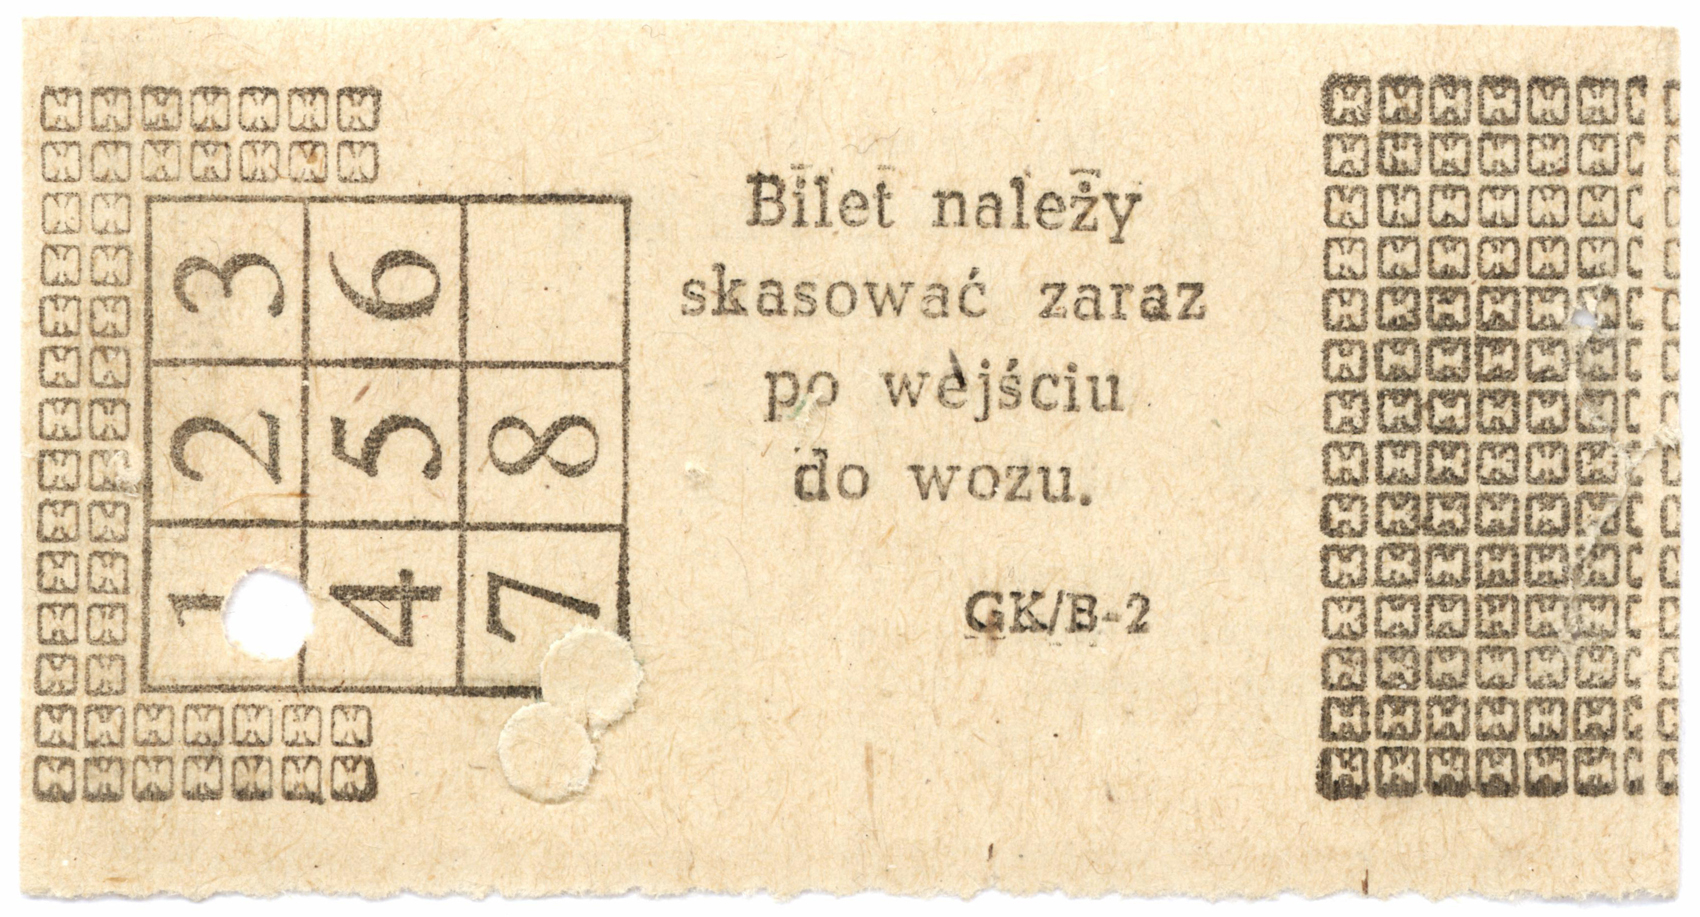 3 6
2 5 8
1 4 7
Bilet należy
skasować zaraz
po wejściu
do wozu.
GK/B-2